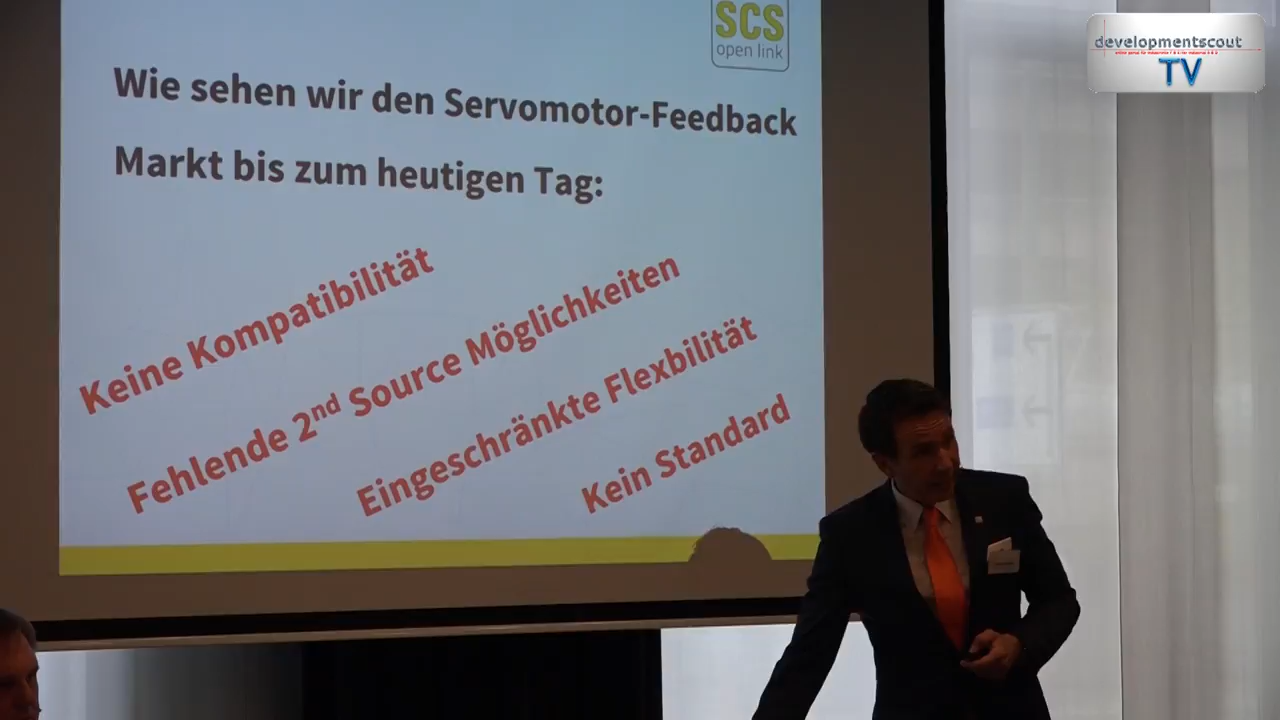 SCS
open link
developmentscout
TV
Wie sehen wir den Servomotor-Feedback
Markt bis zum heutigen Tag:
Keine Kompatibilität
Fehlende 2nd Source Möglichkeiten
Eingeschränkte Flexbilität
Kein Standard